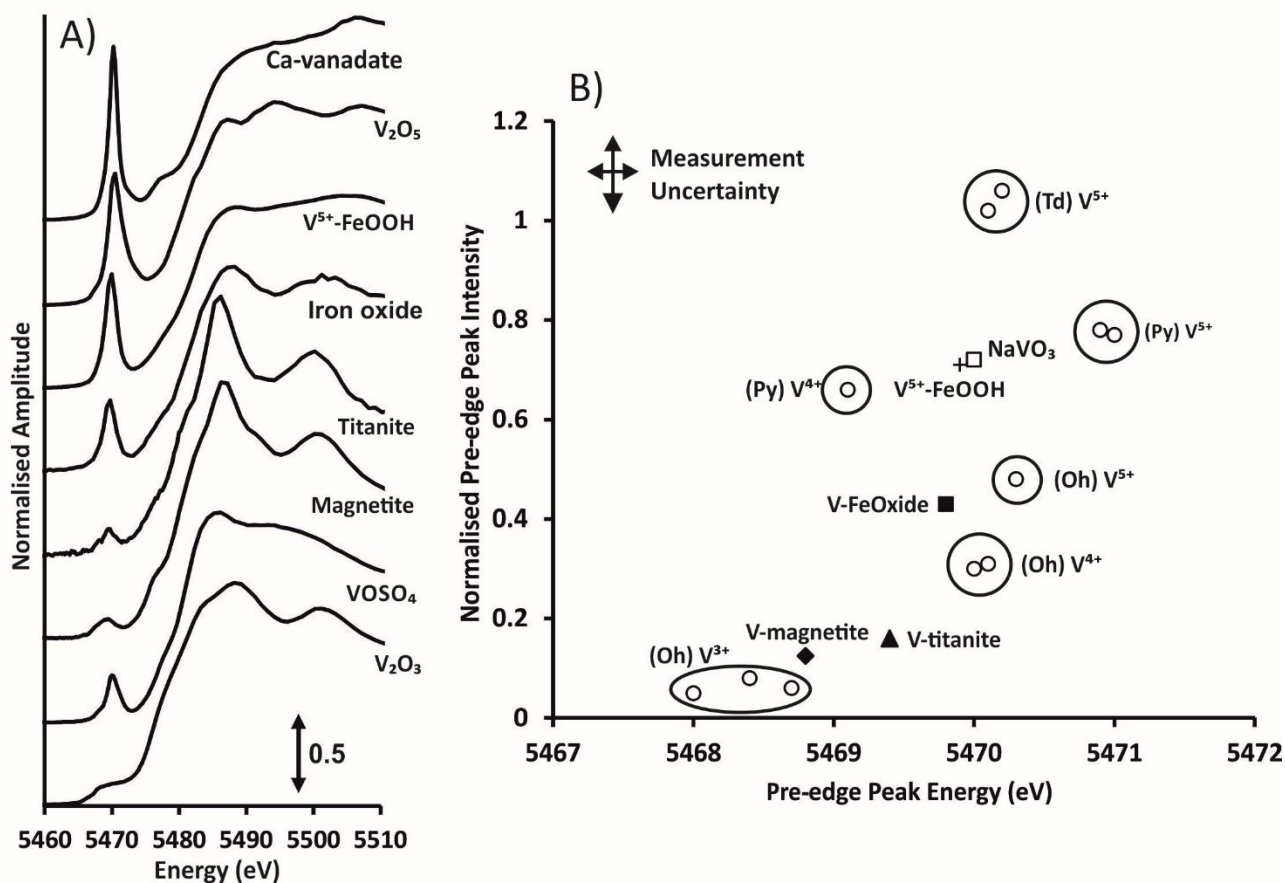 A)
Ca-vanadate
V₂O₅
V⁵⁺-FeOOH
Iron oxide
Titanite
Magnetite
VOSO₄
V₂O₃
0.5
Normalised Amplitude
5460 5470 5480 5490 5500 5510
Energy (eV)
B)
Measurement
Uncertainty
(Td) V⁵⁺
(Py) V⁵⁺
NaVO₃
(Py) V⁴⁺
V⁵⁺-FeOOH
(Oh) V⁵⁺
V-FeOxide
(Oh) V⁴⁺
V-magnetite
V-titanite
(Oh) V³⁺
Normalised Pre-edge Peak Intensity
1.2
1
0.8
0.6
0.4
0.2
0
5467 5468 5469 5470 5471 5472
Pre-edge Peak Energy (eV)